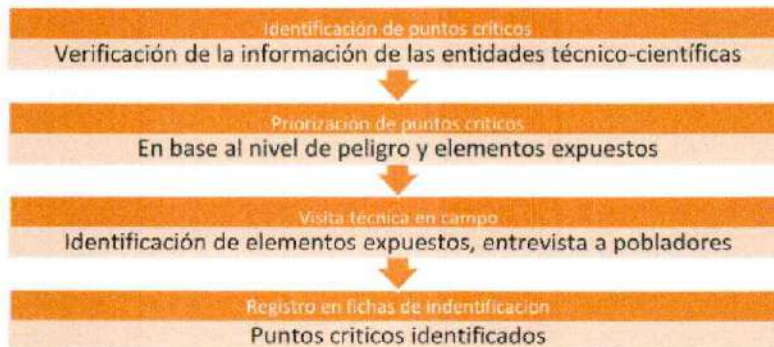 Identificación de puntos críticos
Verificación de la información de las entidades técnico-científicas
Priorización de puntos críticos
En base al nivel de peligro y elementos expuestos
Visita técnica en campo
Identificación de elementos expuestos, entrevista a pobladores
Registro en fichas de indentificacion
Puntos criticos identificados